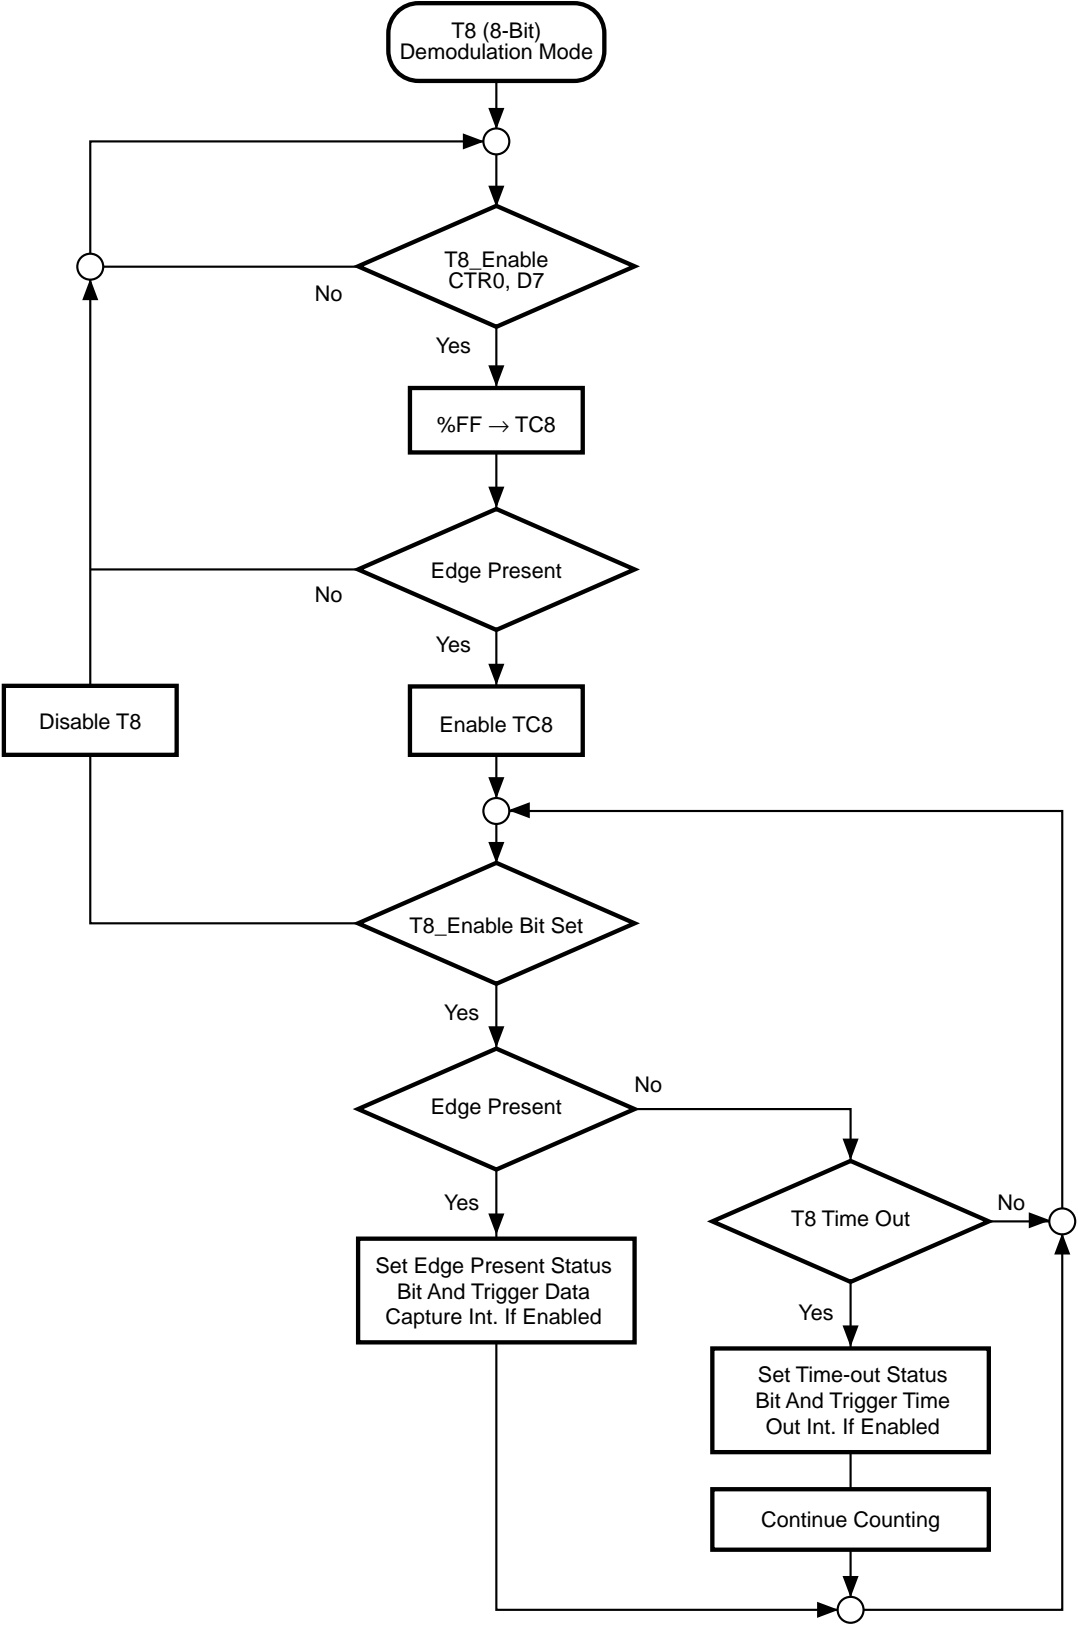 T8 (8-Bit)
Demodulation Mode
T8_Enable
CTR0, D7
No
Yes
%FF → TC8
Edge Present
No
Yes
Disable T8
Enable TC8
T8_Enable Bit Set
Yes
Edge Present
No
Yes
T8 Time Out
No
Set Edge Present Status
Bit And Trigger Data
Capture Int. If Enabled
Yes
Set Time-out Status
Bit And Trigger Time
Out Int. If Enabled
Continue Counting